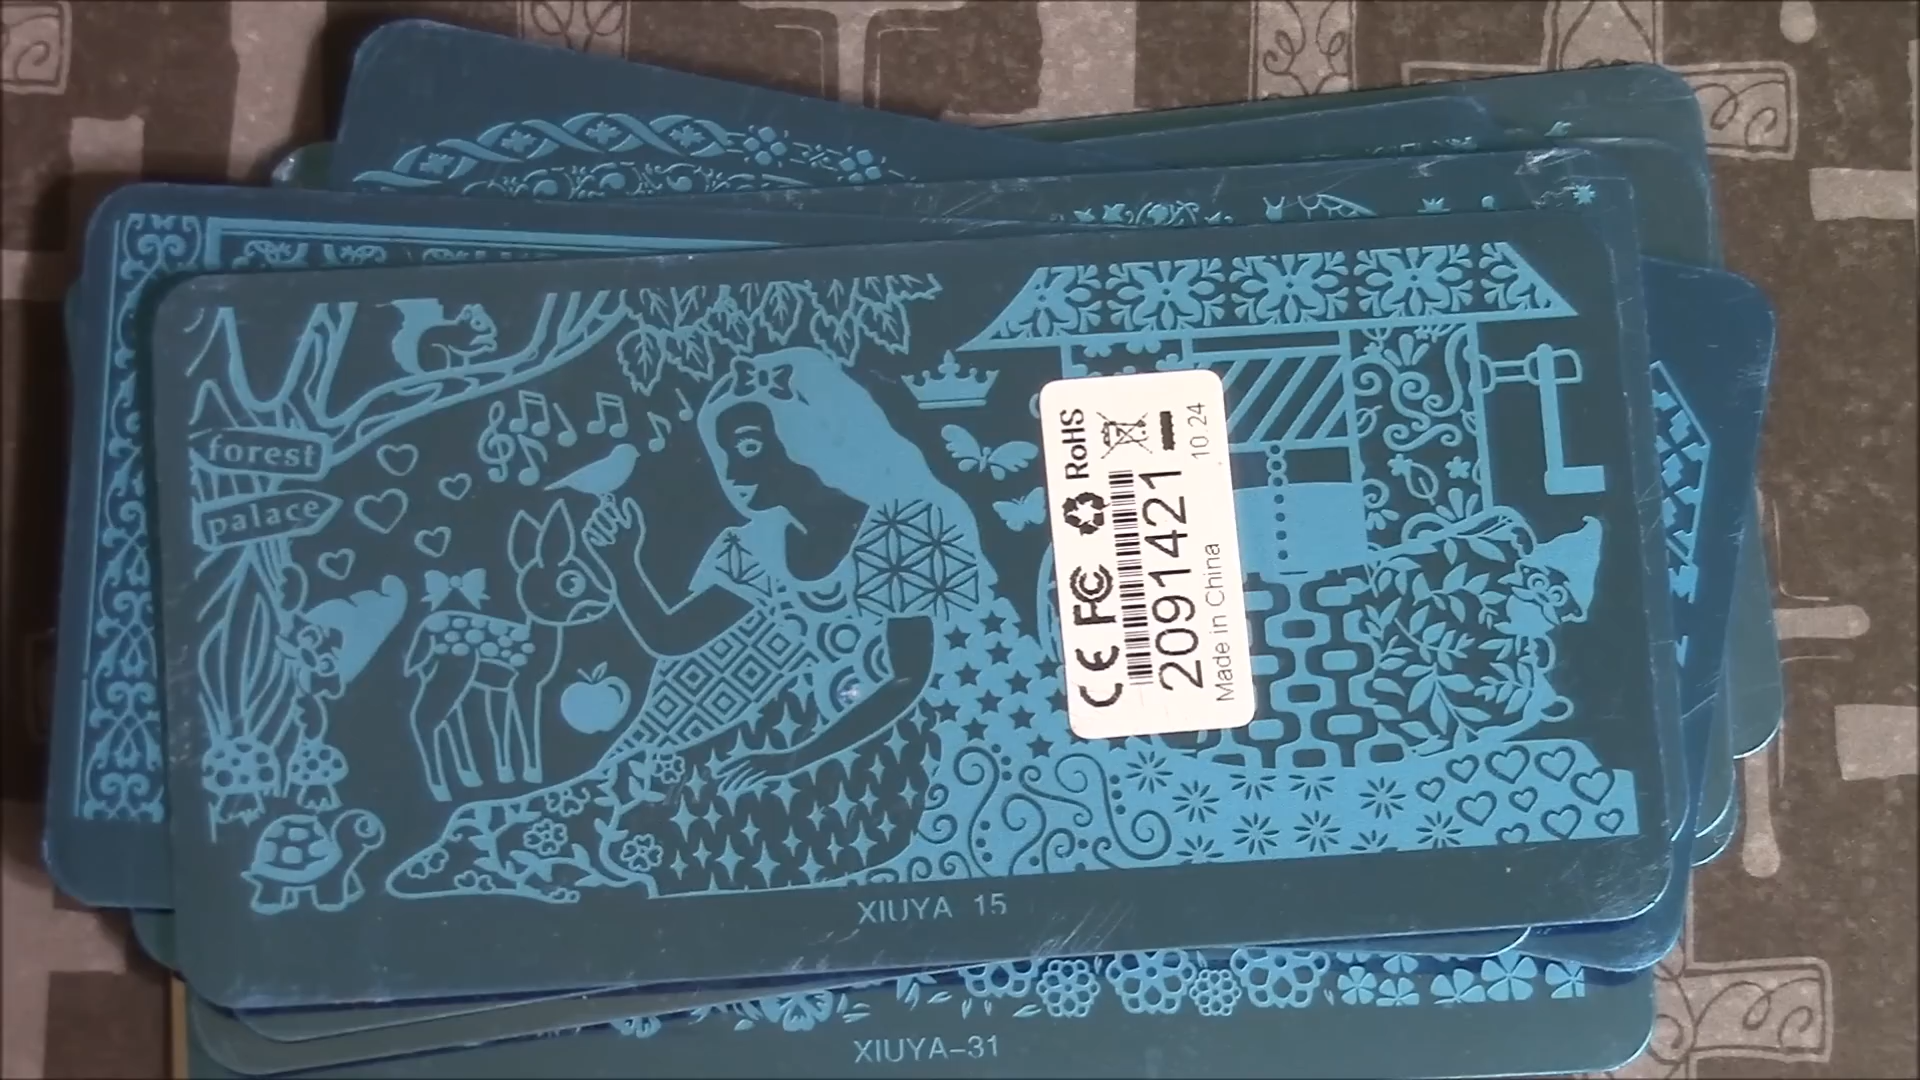 forest
palace
CE FC RoHS
2091421
Made in China 10.24
XIUYA 15
XIUYA-31